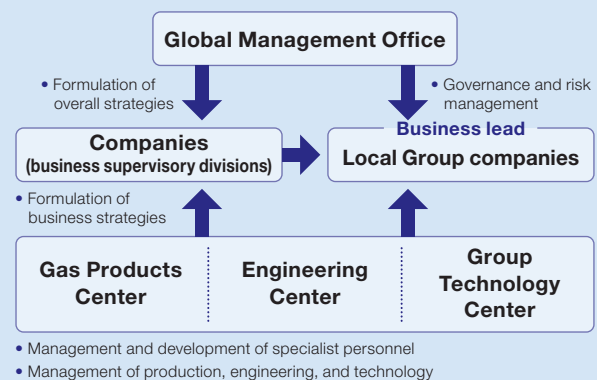 Global Management Office
• Formulation of
overall strategies
• Governance and risk
management
Companies
(business supervisory divisions)
Business lead
Local Group companies
• Formulation of
business strategies
Gas Products
Center
Engineering
Center
Group
Technology
Center
• Management and development of specialist personnel
• Management of production, engineering, and technology